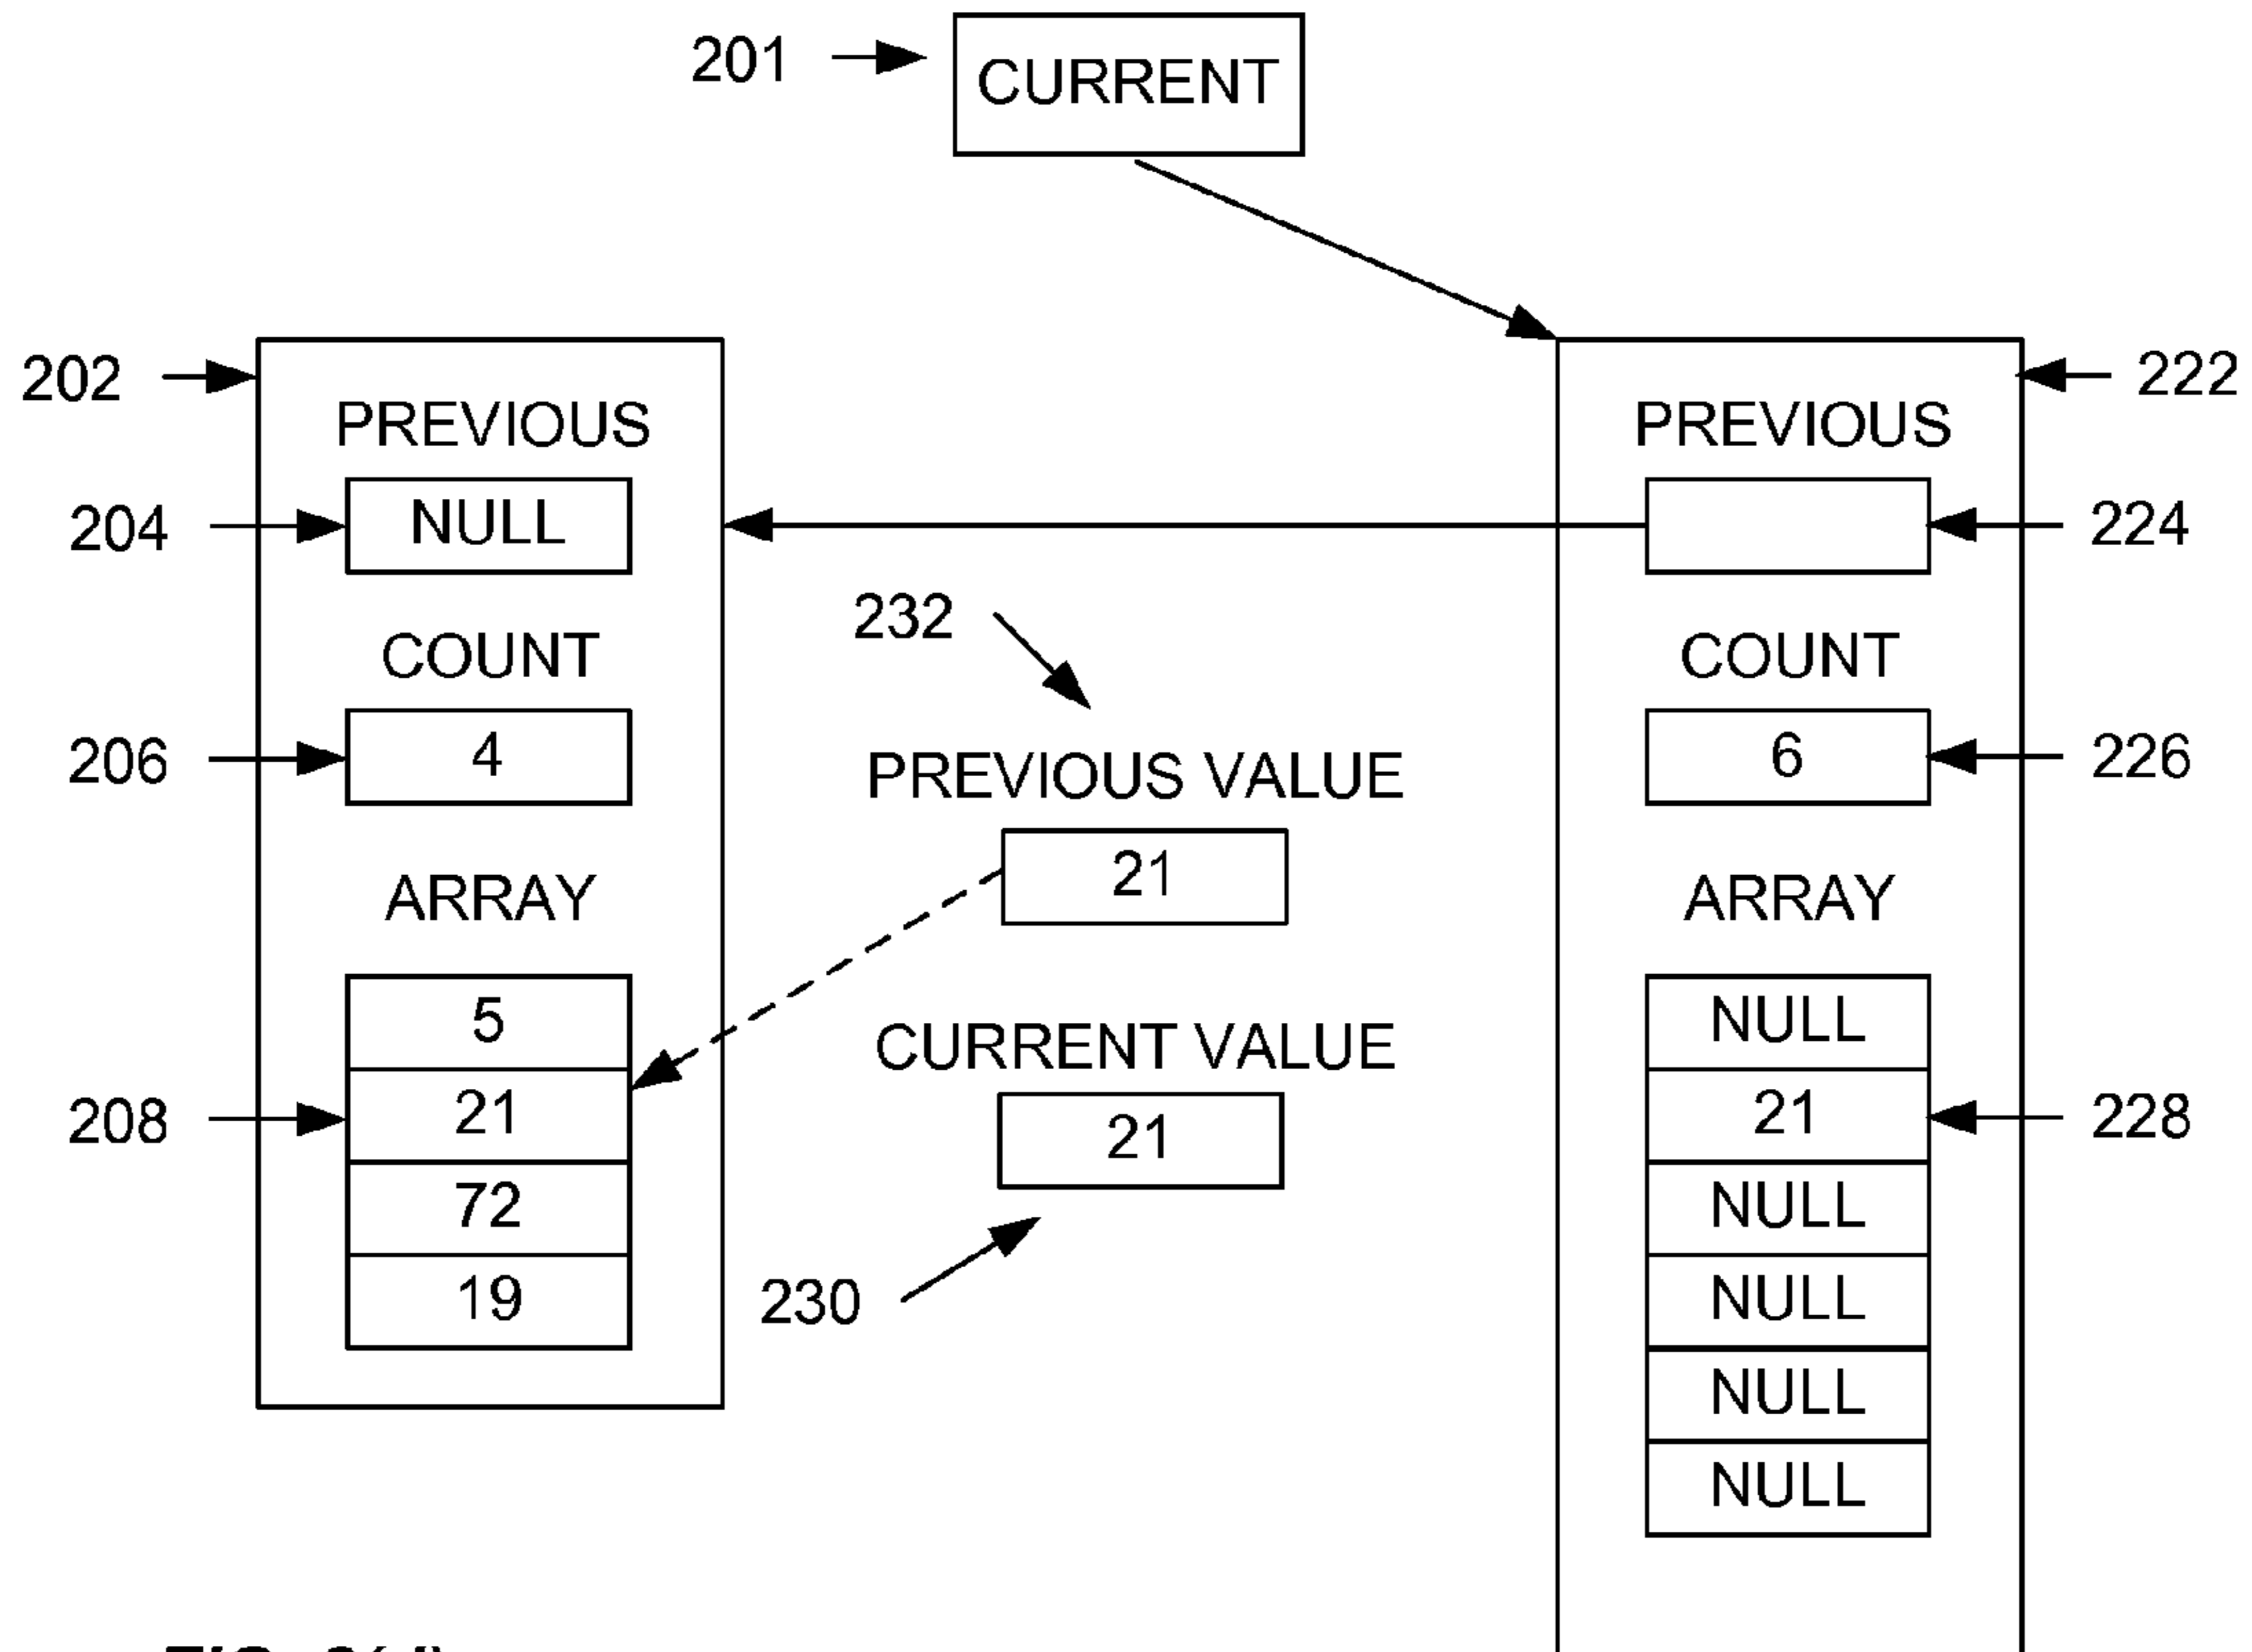 201
CURRENT
202
PREVIOUS
204
NULL
COUNT
206
4
ARRAY
208
5
21
72
19
232
PREVIOUS VALUE
21
CURRENT VALUE
21
230
222
PREVIOUS
224
COUNT
6
226
ARRAY
NULL
21
228
NULL
NULL
NULL
NULL